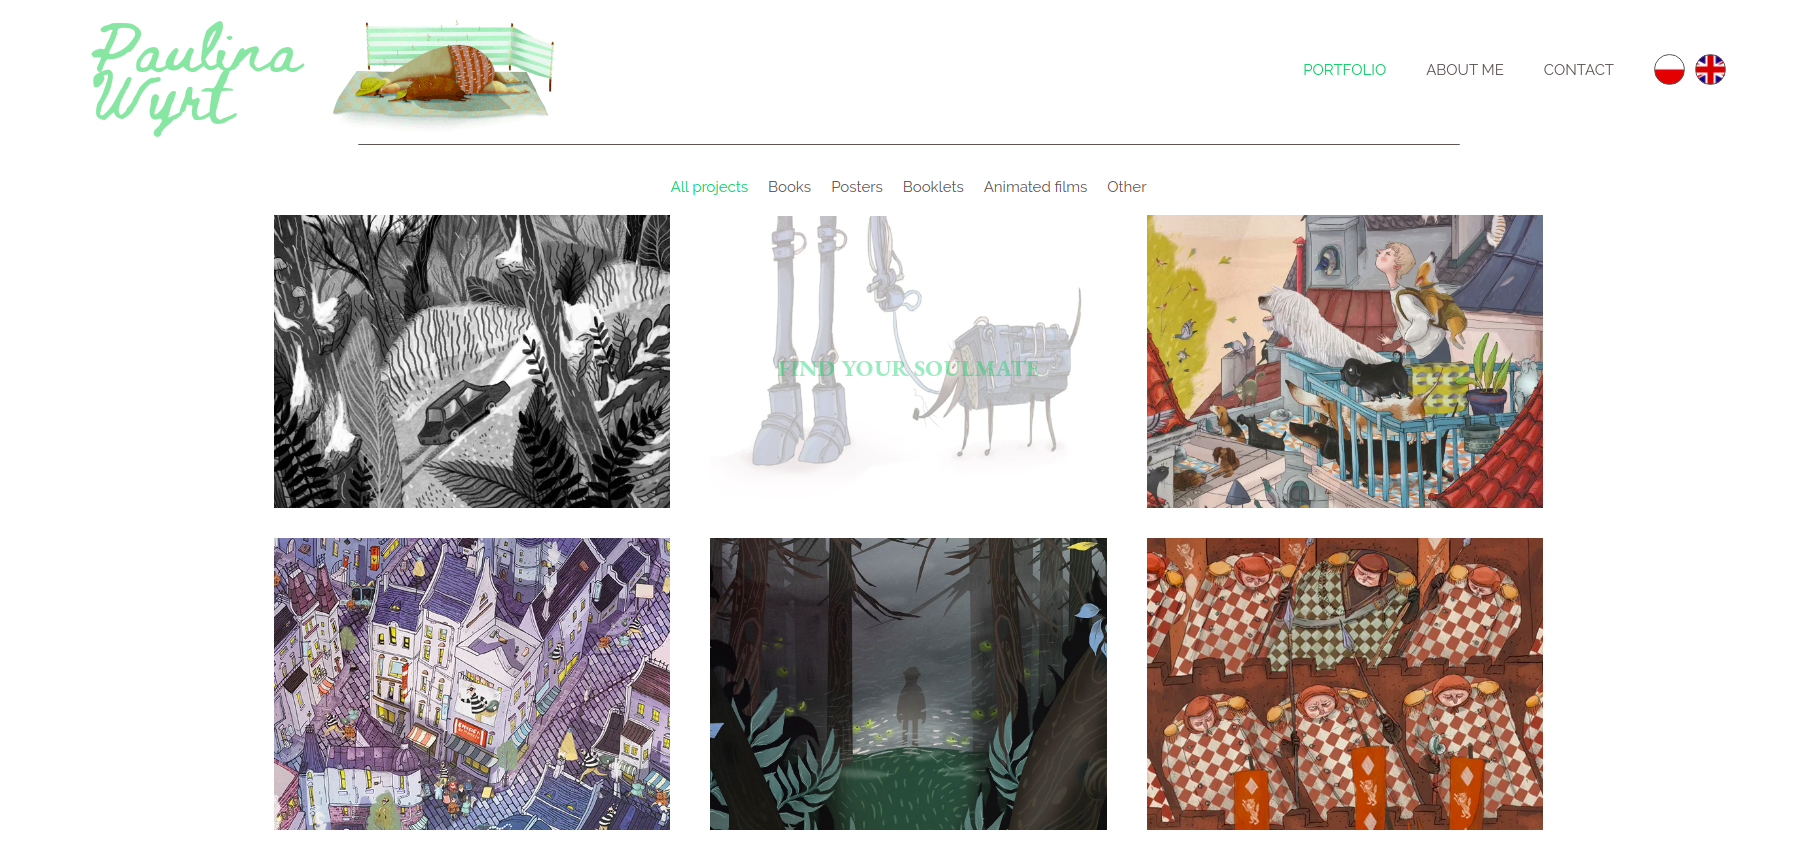 Paulina
Wyrt
PORTFOLIO
ABOUT ME
CONTACT
All projects
Books
Posters
Booklets
Animated films
Other
FIND YOUR SOULMATE